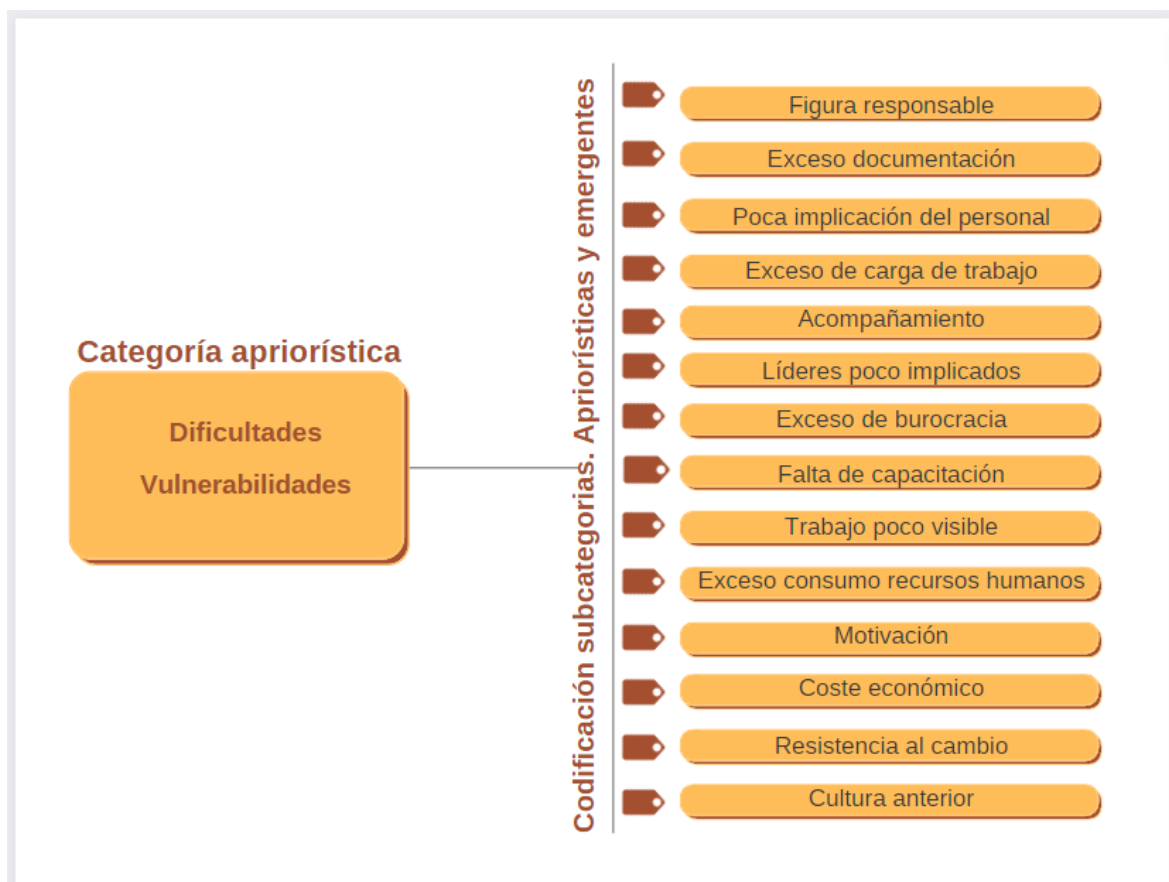 Categoría apriorística
Dificultades
Vulnerabilidades
Codificación subcategorias. Apriorísticas y emergentes
Figura responsable
Exceso documentación
Poca implicación del personal
Exceso de carga de trabajo
Acompañamiento
Líderes poco implicados
Exceso de burocracia
Falta de capacitación
Trabajo poco visible
Exceso consumo recursos humanos
Motivación
Coste económico
Resistencia al cambio
Cultura anterior